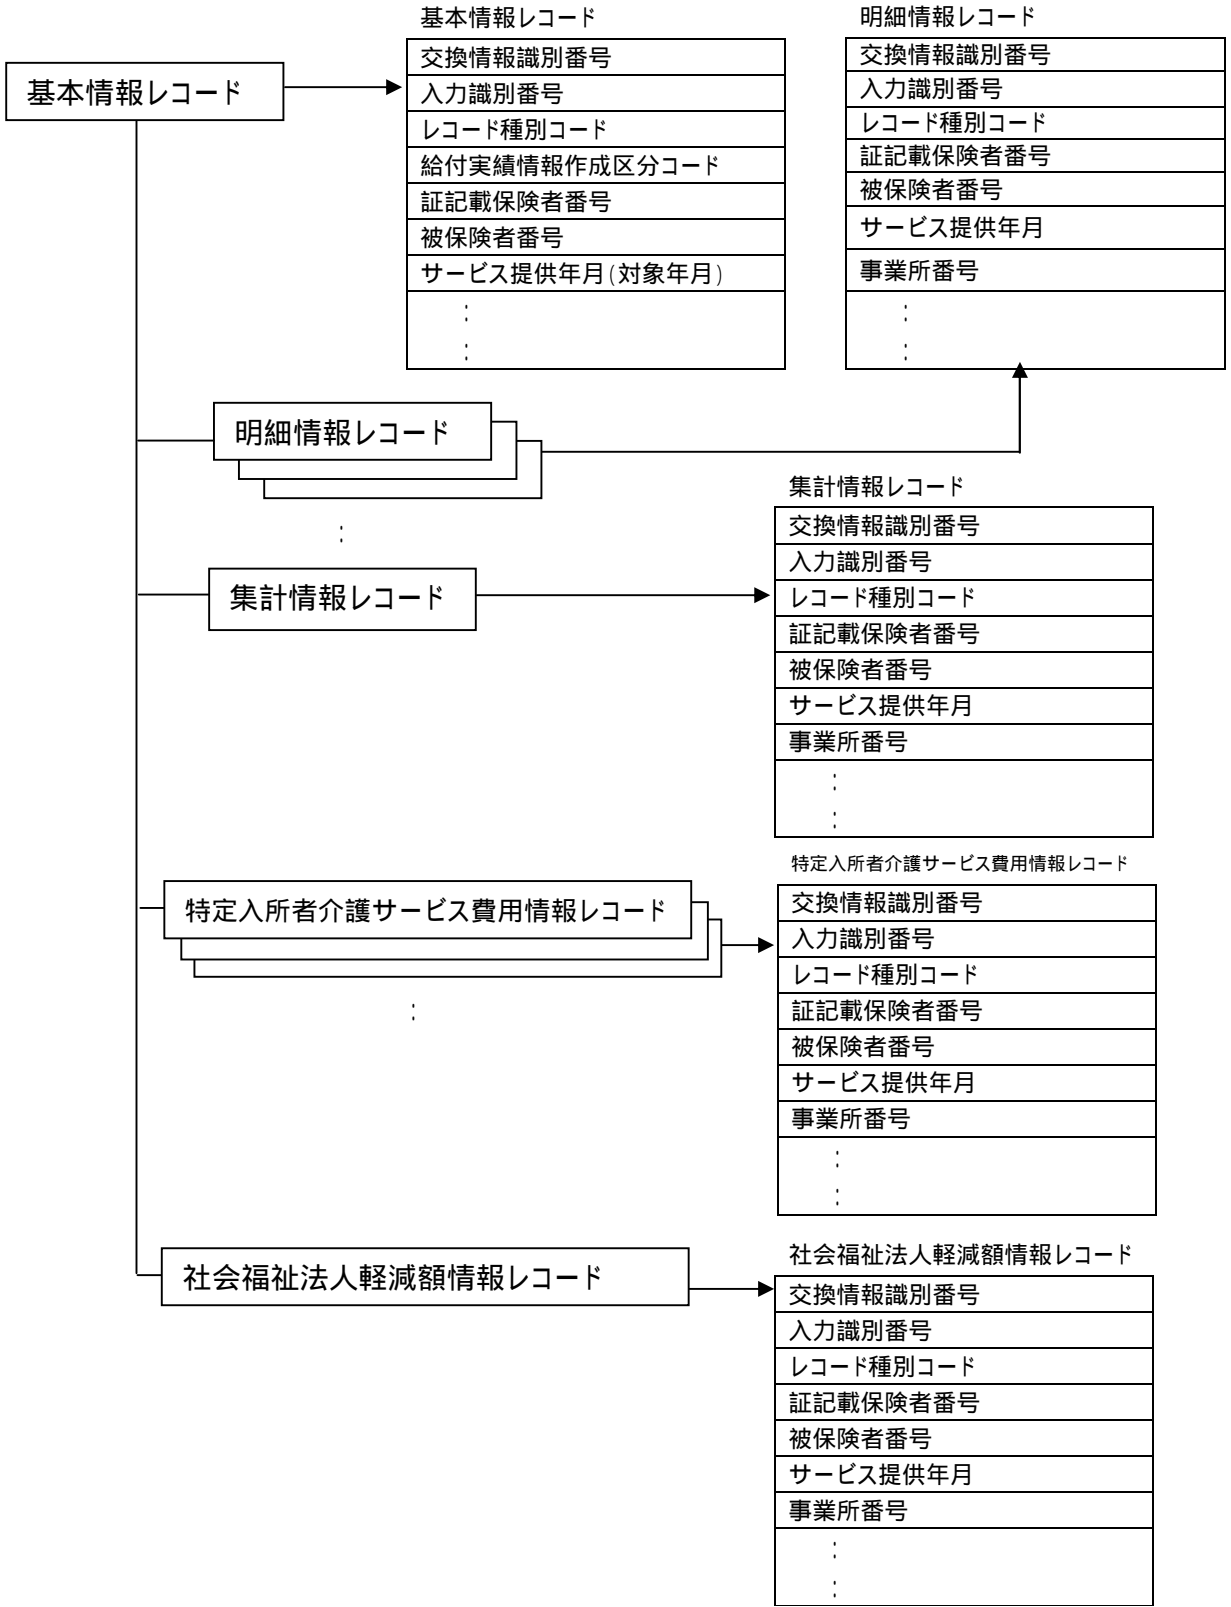 基本情報レコード
基本情報レコード
交換情報識別番号
入力識別番号
レコード種別コード
給付実績情報作成区分コード
証記載保険者番号
被保険者番号
サービス提供年月(対象年月)
明細情報レコード
交換情報識別番号
入力識別番号
レコード種別コード
証記載保険者番号
被保険者番号
サービス提供年月
事業所番号
明細情報レコード
集計情報レコード
集計情報レコード
交換情報識別番号
入力識別番号
レコード種別コード
証記載保険者番号
被保険者番号
サービス提供年月
事業所番号
特定入所者介護サービス費用情報レコード
特定入所者介護サービス費用情報レコード
交換情報識別番号
入力識別番号
レコード種別コード
証記載保険者番号
被保険者番号
サービス提供年月
事業所番号
社会福祉法人軽減額情報レコード
社会福祉法人軽減額情報レコード
交換情報識別番号
入力識別番号
レコード種別コード
証記載保険者番号
被保険者番号
サービス提供年月
事業所番号